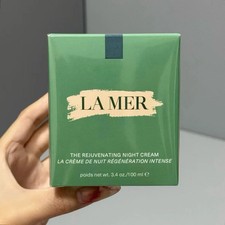 LA MER
THE REJUVENATING NIGHT CREAM
LA CRÈME DE NUIT RÉGÉNÉRATION INTENSE
poids net wt. 3.4 oz/100 ml ℮